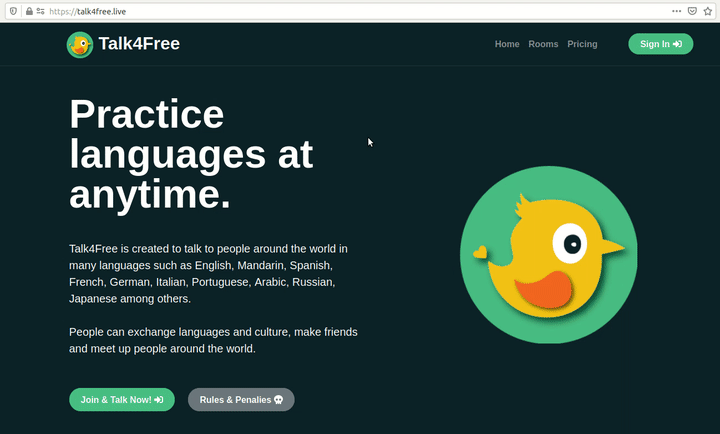 https://talk4free.live
Talk4Free
Home Rooms Pricing Sign In
Practice
languages at
anytime.
Talk4Free is created to talk to people around the world in
many languages such as English, Mandarin, Spanish,
French, German, Italian, Portuguese, Arabic, Russian,
Japanese among others.
People can exchange languages and culture, make friends
and meet up people around the world.
Join & Talk Now! Rules & Penalies